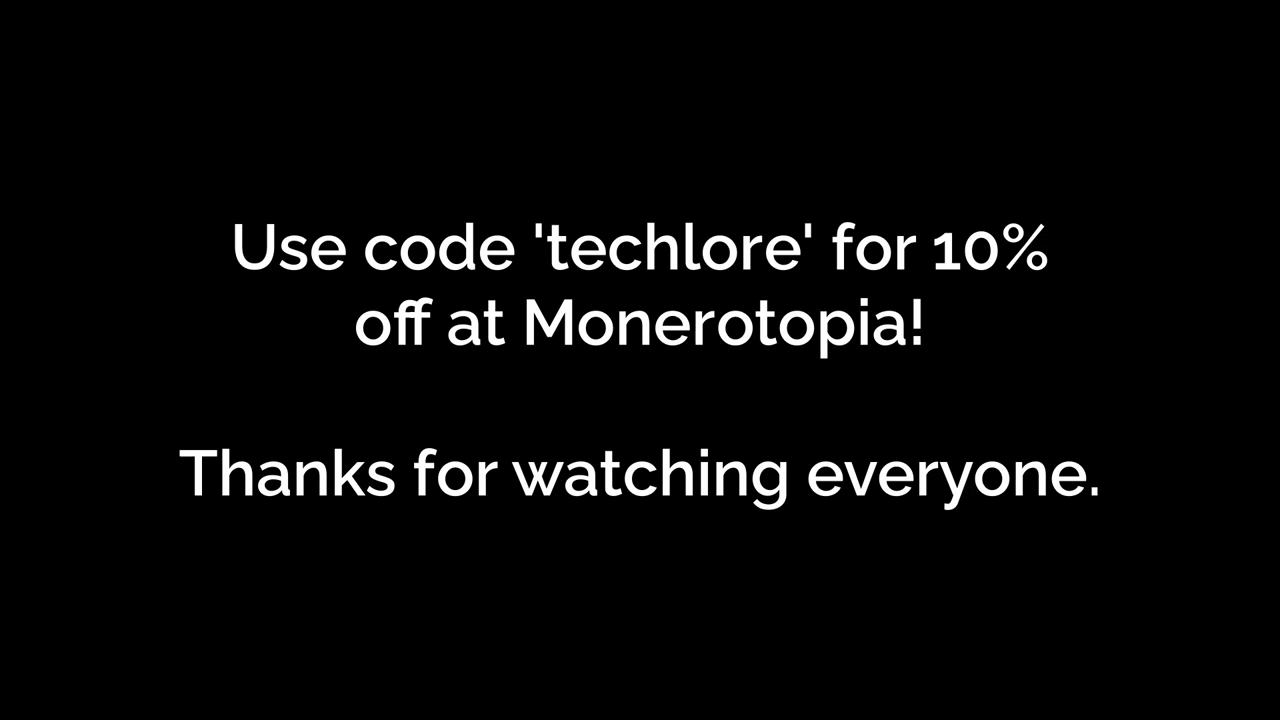 Use code 'techlore' for 10%
off at Monerotopia!
Thanks for watching everyone.